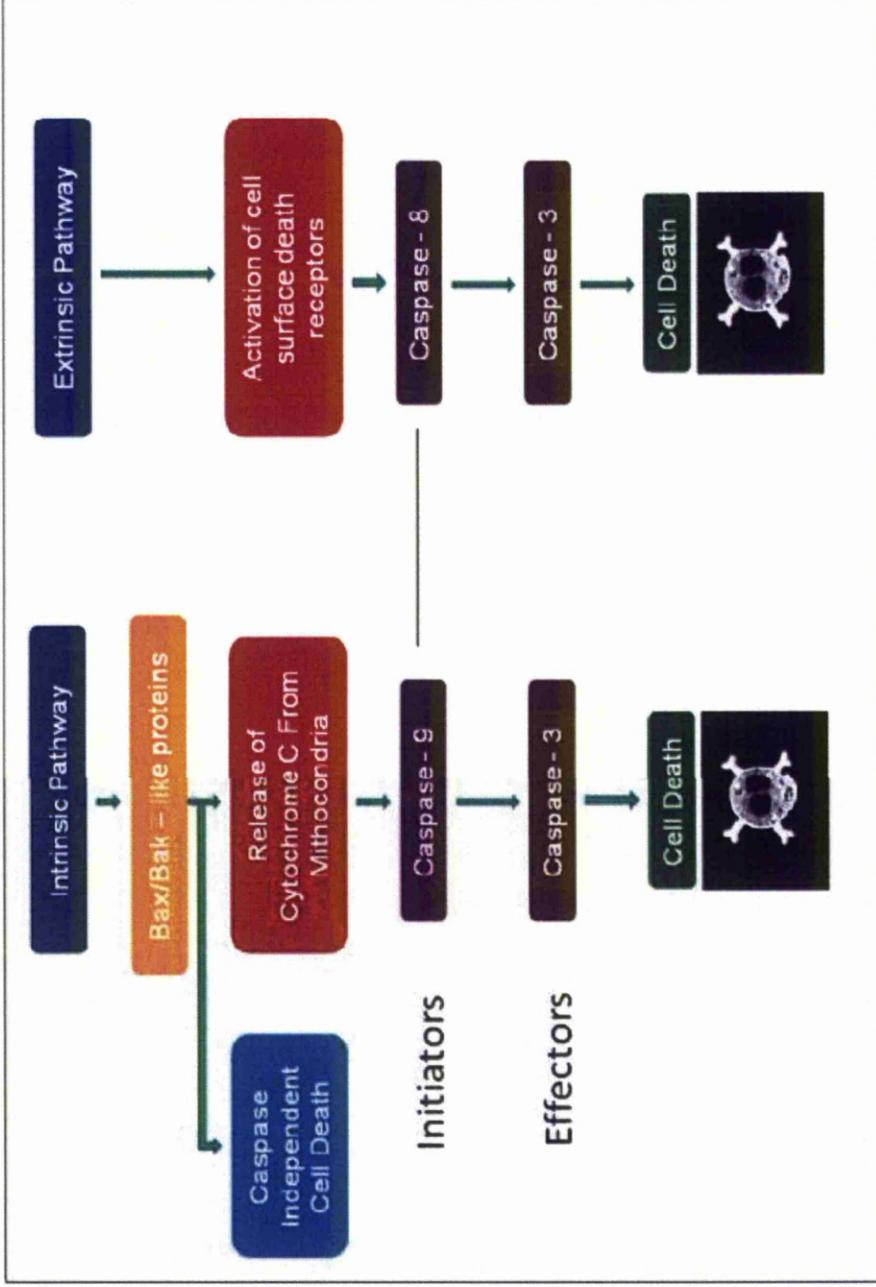 Intrinsic Pathway
Extrinsic Pathway
Bax/Bak – like proteins
Caspase
Independent
Cell Death
Release of
Cytochrome C From
Mithocondria
Activation of cell
surface death
receptors
Initiators
Caspase - 9
Caspase - 8
Effectors
Caspase - 3
Caspase - 3
Cell Death
Cell Death